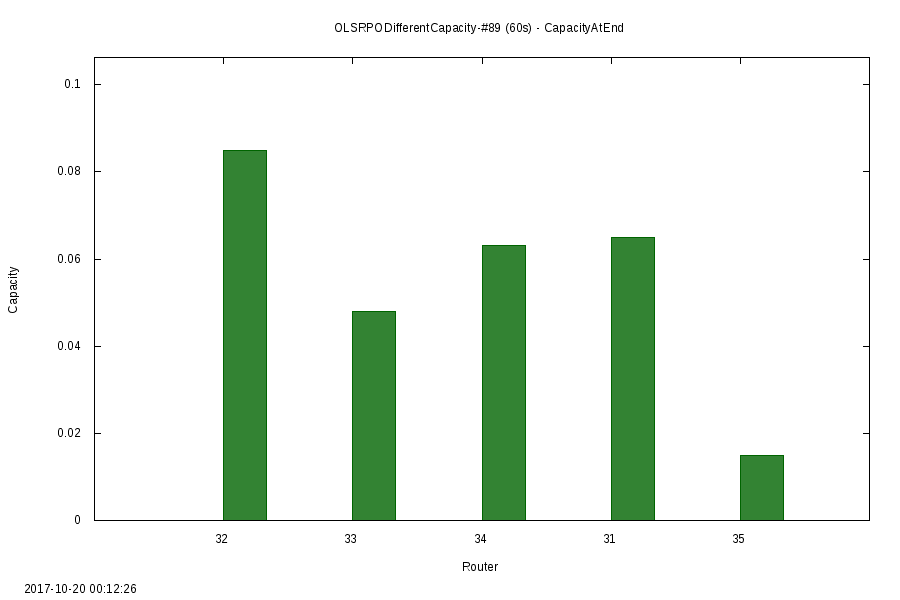 OLSRPODifferentCapacity-#89 (60s) - CapacityAtEnd
0.1
0.08
0.06
0.04
0.02
0
Capacity
32 33 34 31 35
Router
2017-10-20 00:12:26